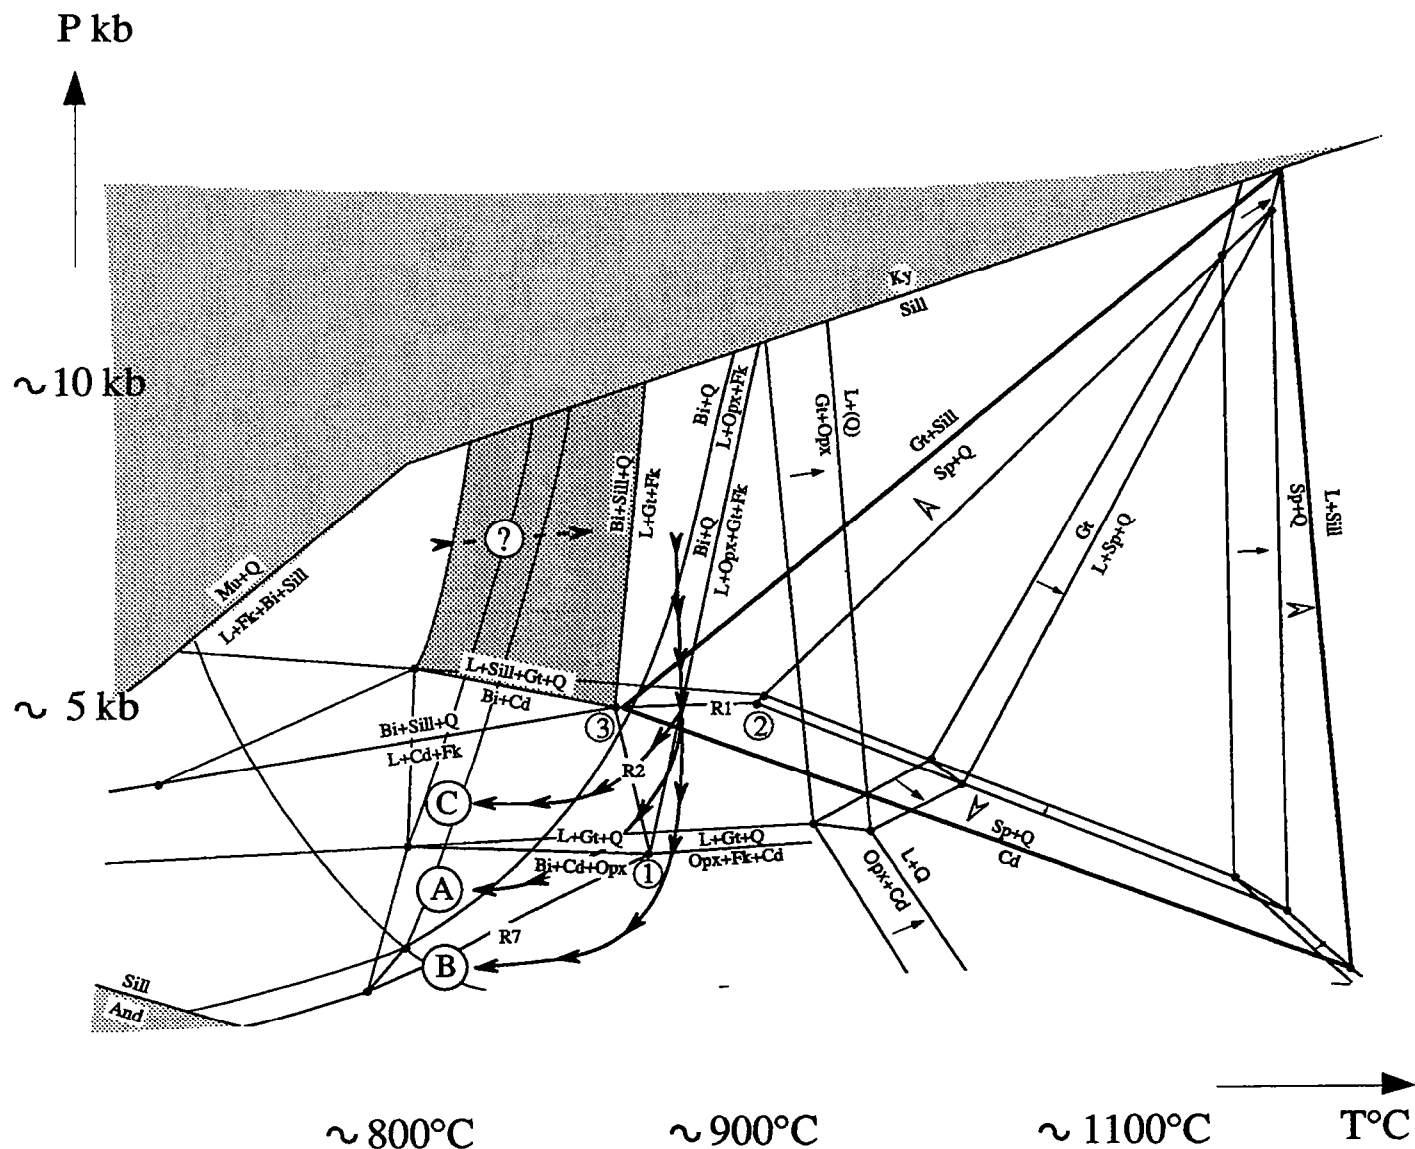 P kb
Ky
Sill
~ 10 kb
Bi+Q
L+Opx+Fk
Gt+Opx
L+(Q)
Gt+Sill
Sp+Q
Bi+Sill+Q
L+Gt+Fk
Bi+Q
L+Opx+Gt+Fk
Sp+Q
L+Sill
?
Gt
L+Sp+Q
Mu+Q
L+Fk+Bi+Sill
L+Sill+Gt+Q
Bi+Cd
~ 5 kb
R1
3
2
Bi+Sill+Q
L+Cd+Fk
R2
C
L+Gt+Q
Bi+Cd+Opx
L+Gt+Q
Opx+Fk+Cd
Sp+Q
Cd
1
A
L+Q
Opx+Cd
R7
B
Sill
And
~ 800°C
~ 900°C
~ 1100°C
T°C